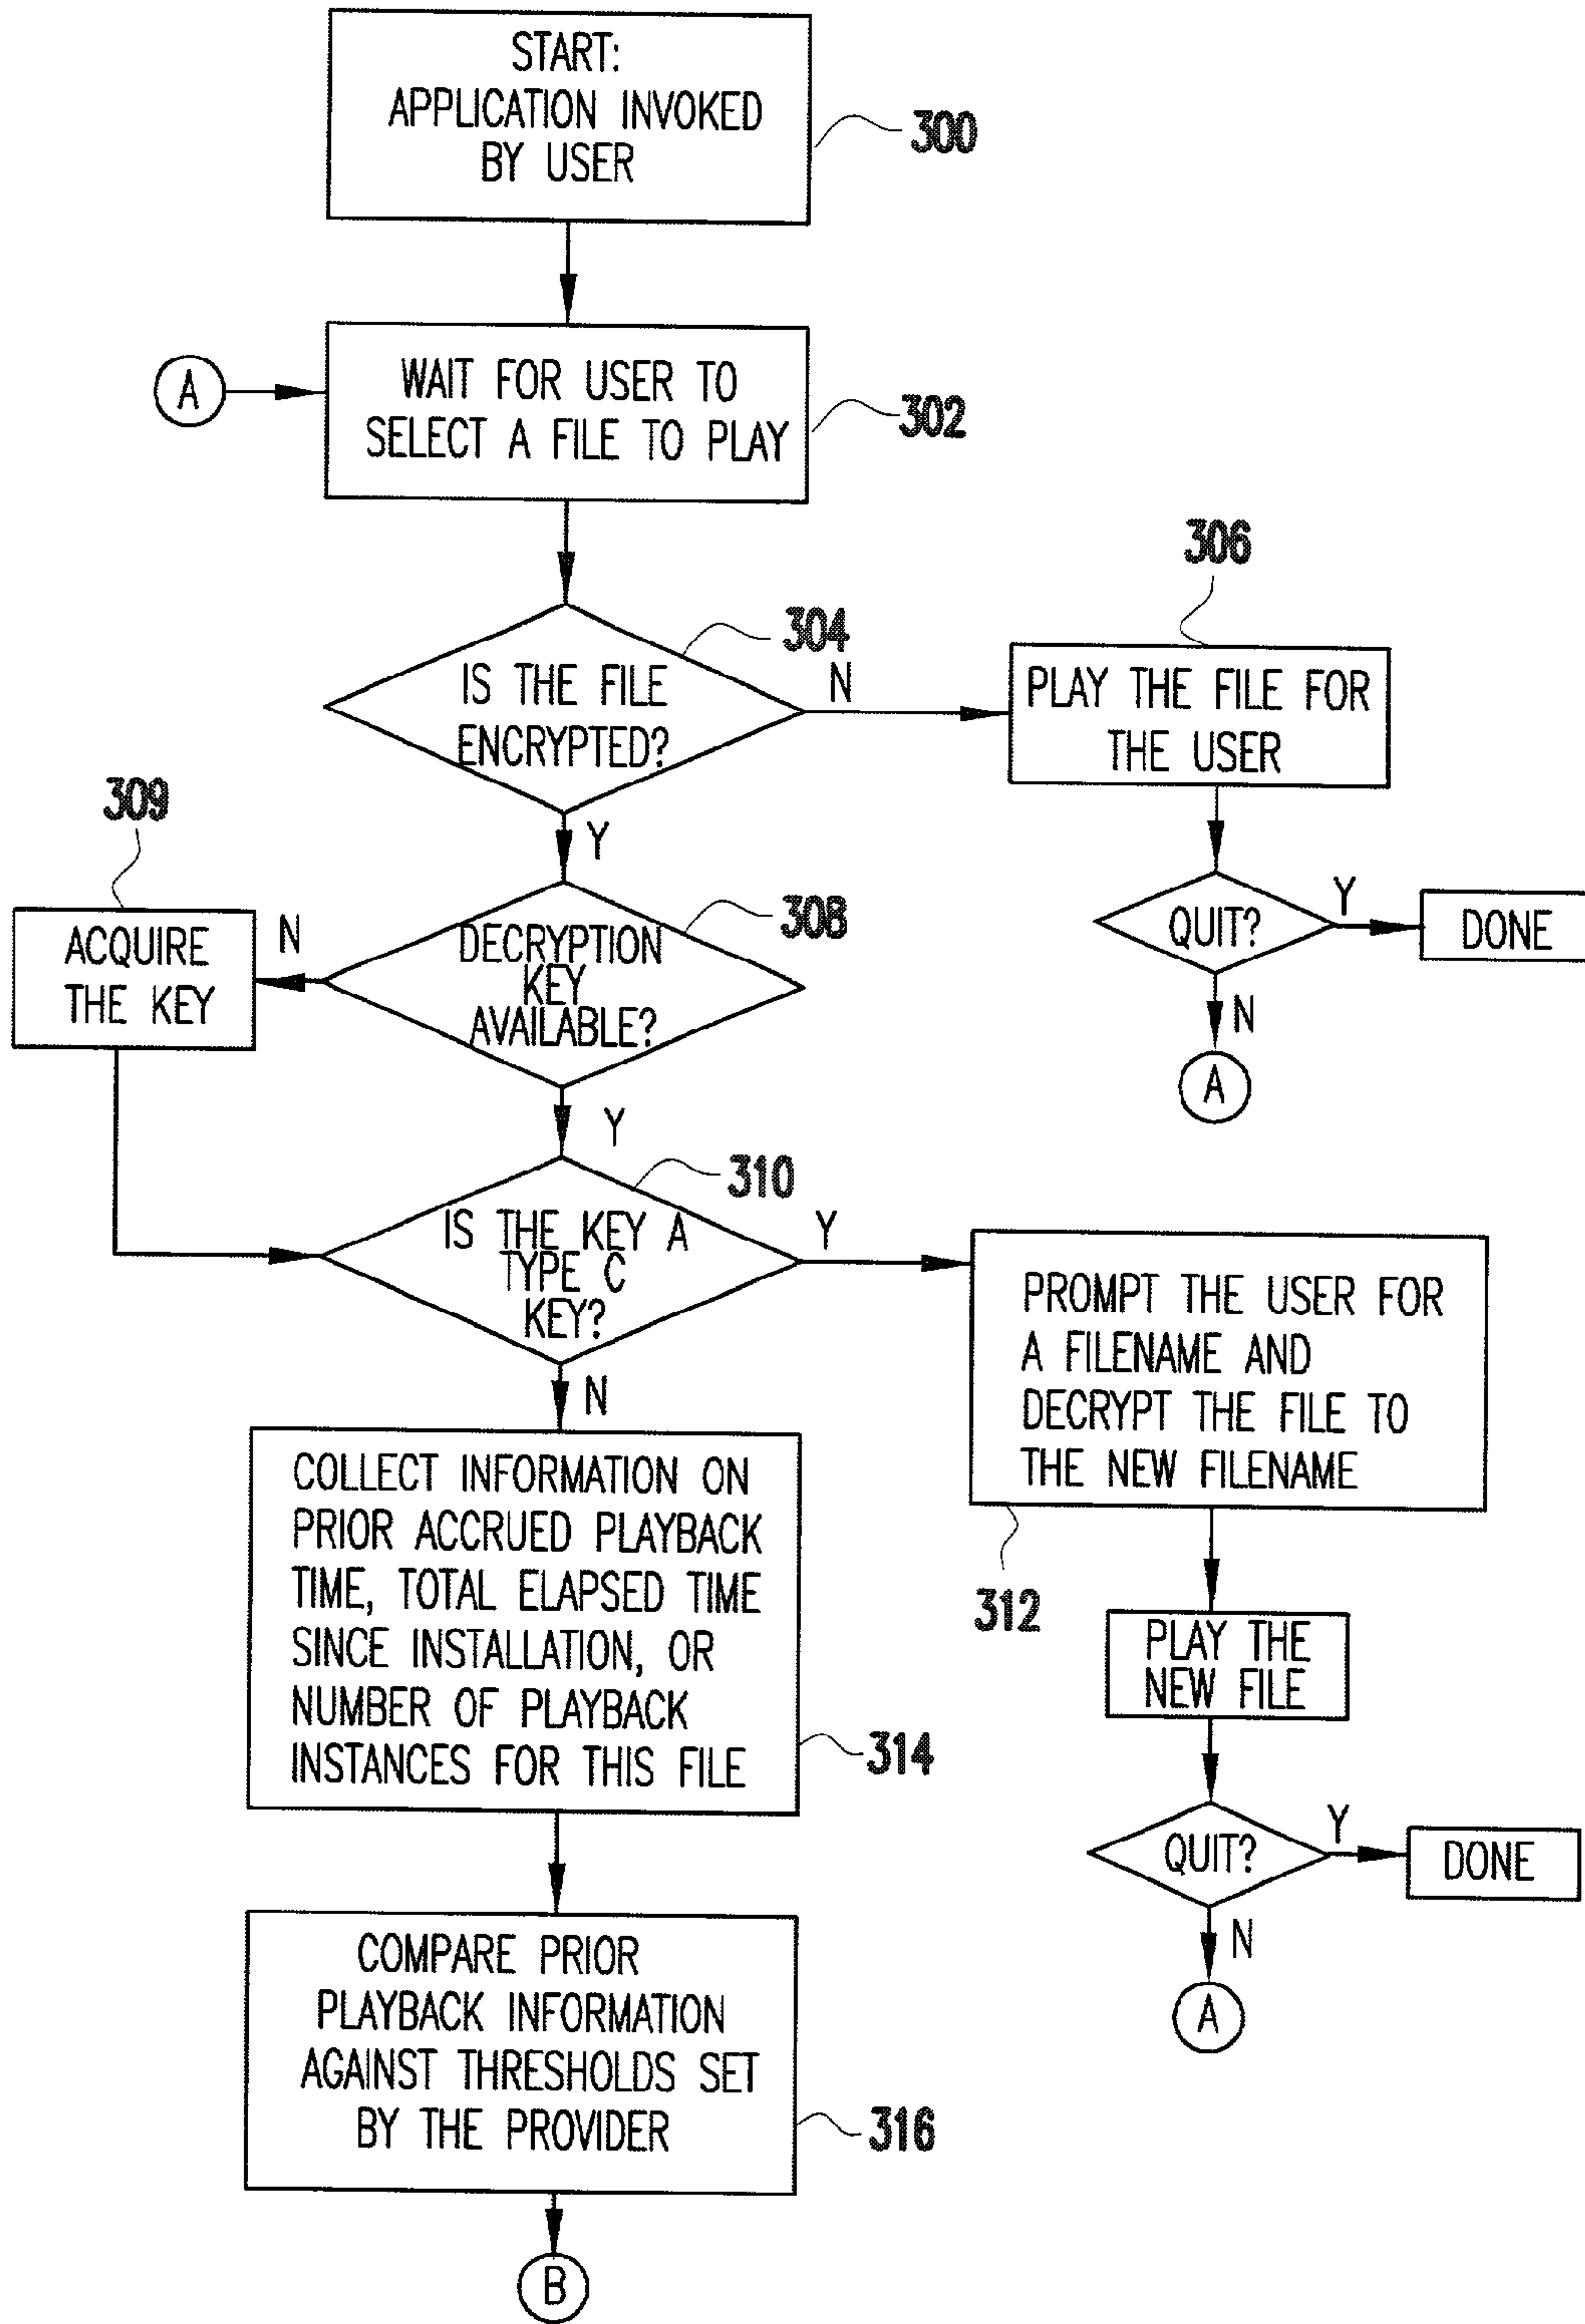 START:
APPLICATION INVOKED
BY USER
300
A
WAIT FOR USER TO
SELECT A FILE TO PLAY
302
IS THE FILE
ENCRYPTED?
304
N
306
PLAY THE FILE FOR
THE USER
QUIT?
Y
DONE
N
A
Y
309
ACQUIRE
THE KEY
N
DECRYPTION
KEY
AVAILABLE?
308
Y
IS THE KEY A
TYPE C
KEY?
310
Y
PROMPT THE USER FOR
A FILENAME AND
DECRYPT THE FILE TO
THE NEW FILENAME
312
PLAY THE
NEW FILE
QUIT?
Y
DONE
N
A
N
COLLECT INFORMATION ON
PRIOR ACCRUED PLAYBACK
TIME, TOTAL ELAPSED TIME
SINCE INSTALLATION, OR
NUMBER OF PLAYBACK
INSTANCES FOR THIS FILE
314
COMPARE PRIOR
PLAYBACK INFORMATION
AGAINST THRESHOLDS SET
BY THE PROVIDER
316
B